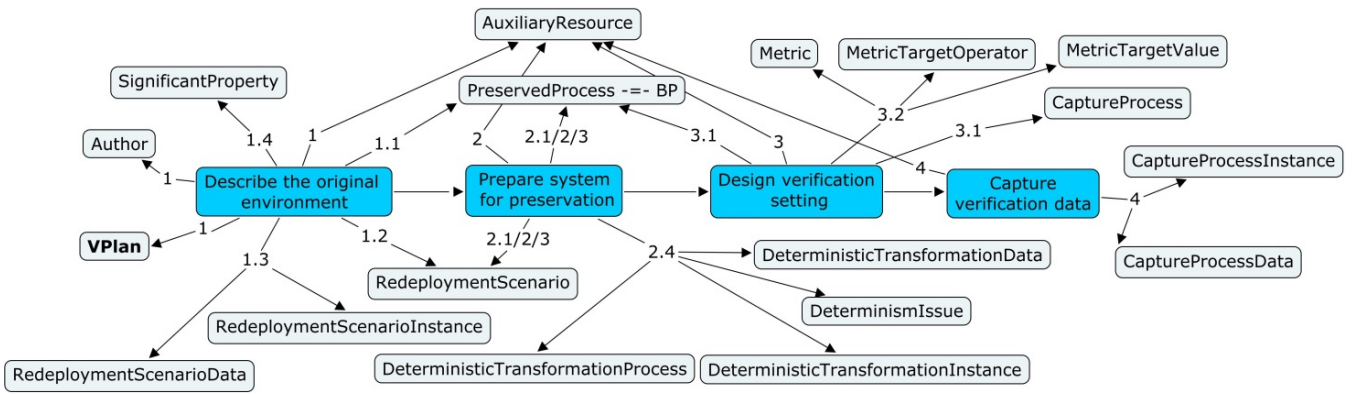 AuxiliaryResource
Metric
MetricTargetOperator
MetricTargetValue
SignificantProperty
PreservedProcess -=- BP
CaptureProcess
3.2
Author
1.4
1
1.1
2
2.1/2/3
3.1
3
3.1
CaptureProcessInstance
1
Describe the original
environment
Prepare system
for preservation
Design verification
setting
4
Capture
verification data
4
VPlan
1
1.2
2.1/2/3
1.3
2.4
DeterministicTransformationData
CaptureProcessData
RedeploymentScenario
DeterminismIssue
RedeploymentScenarioInstance
RedeploymentScenarioData
DeterministicTransformationProcess
DeterministicTransformationInstance